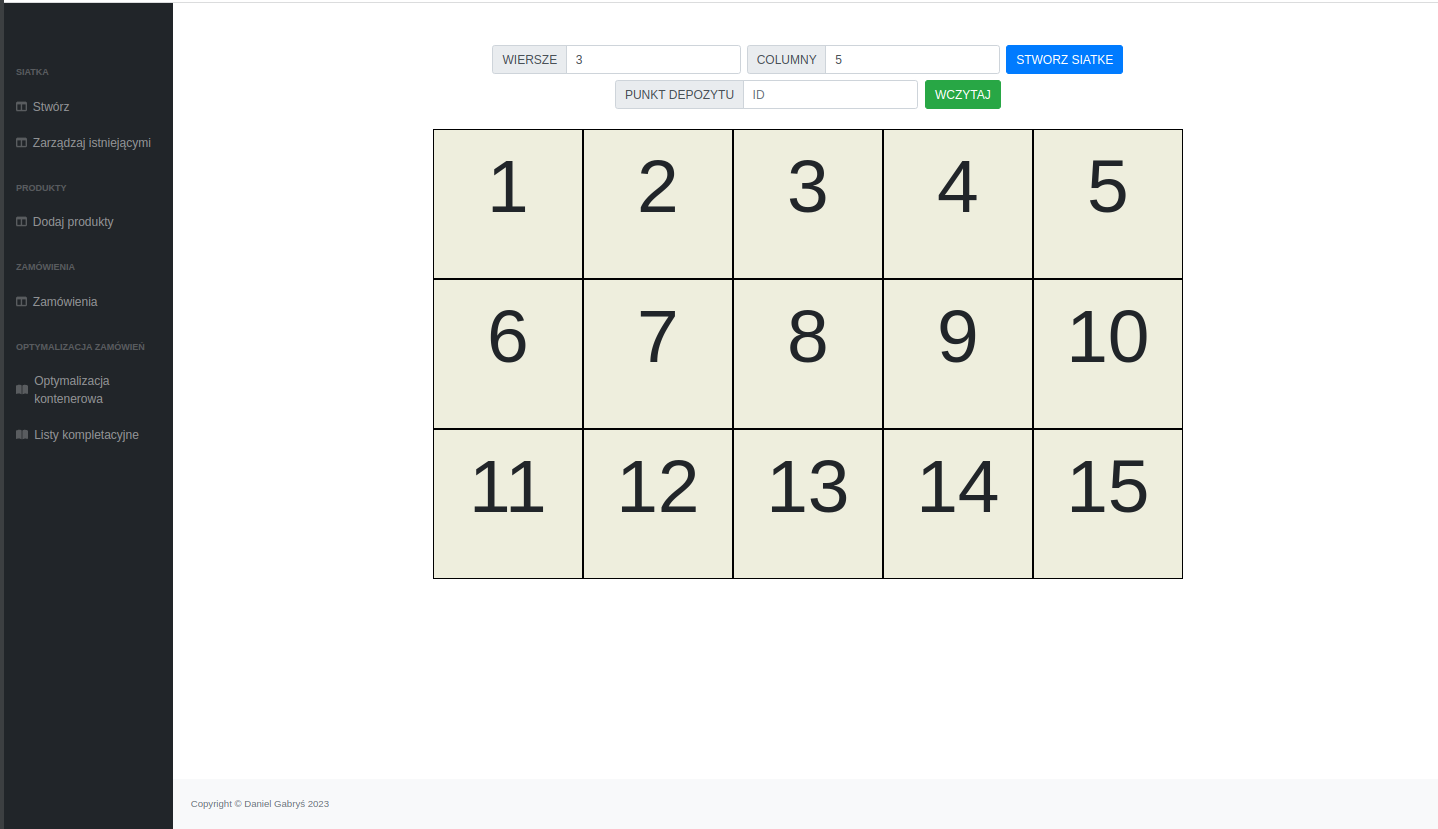 SIATKA
Stwórz
Zarządzaj istniejącymi
PRODUKTY
Dodaj produkty
ZAMÓWIENIA
Zamówienia
OPTYMALIZACJA ZAMÓWIEŃ
Optymalizacja
kontenerowa
Listy kompletacyjne
WIERSZE 3 COLUMNY 5 STWORZ SIATKE
PUNKT DEPOZYTU ID WCZYTAJ
1 2 3 4 5
6 7 8 9 10
11 12 13 14 15
Copyright © Daniel Gabryś 2023